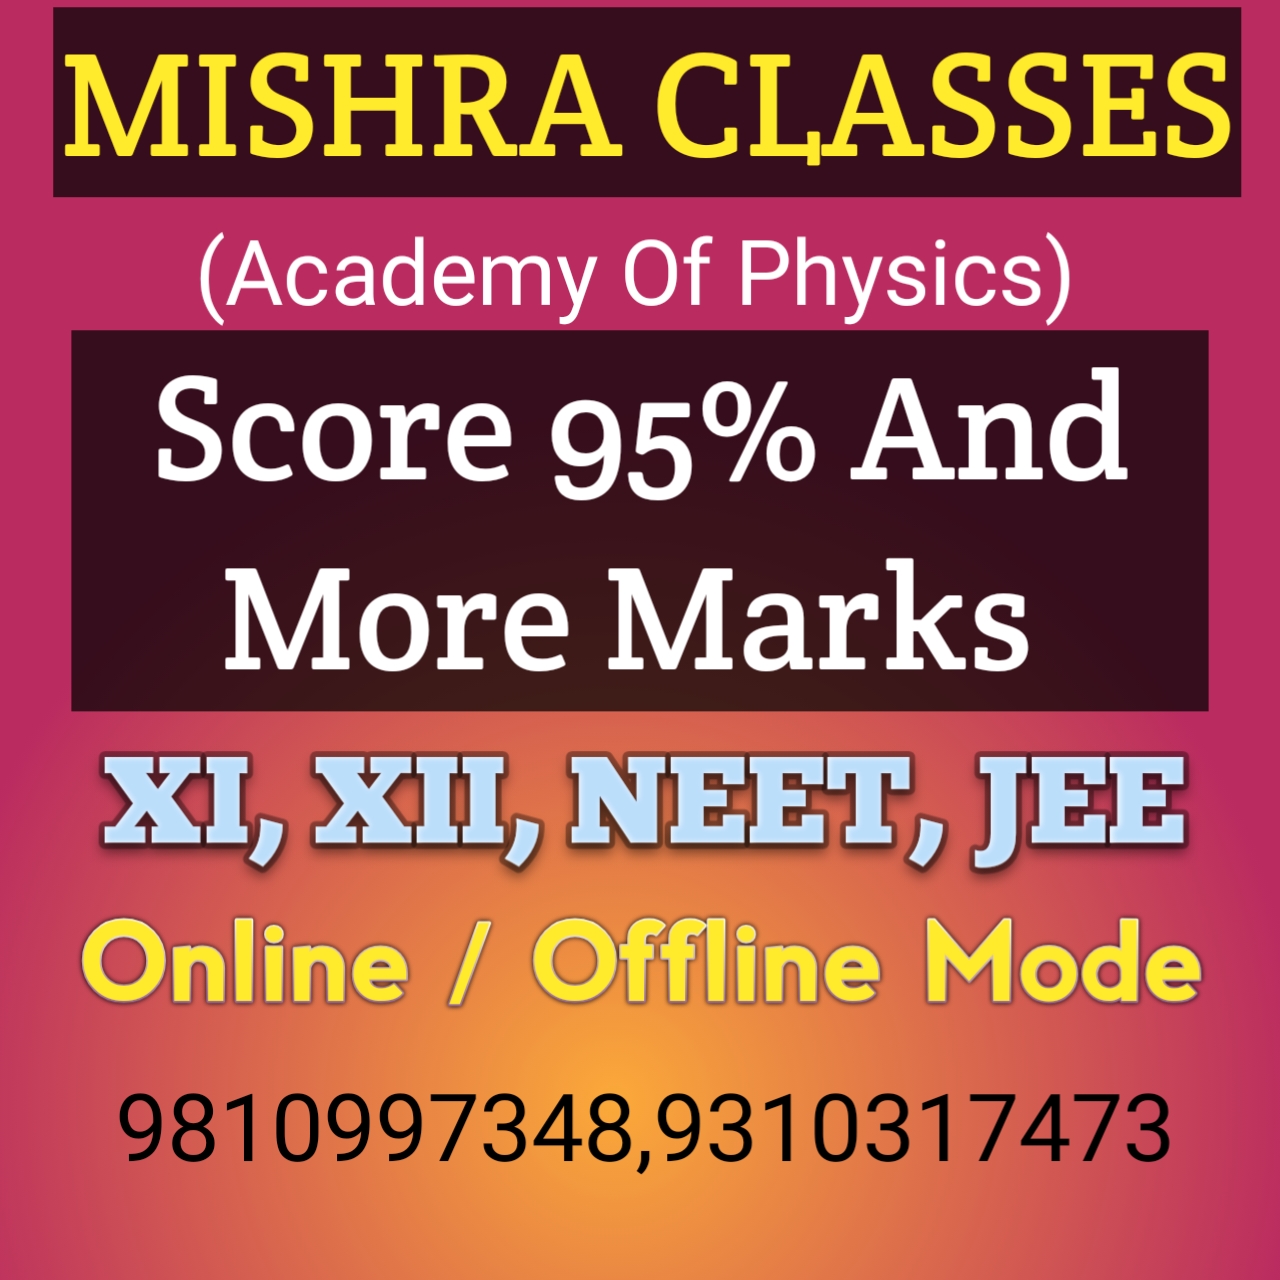 MISHRA CLASSES
(Academy Of Physics)
Score 95% And
More Marks
XI, XII, NEET, JEE
Online / Offline Mode
9810997348,9310317473